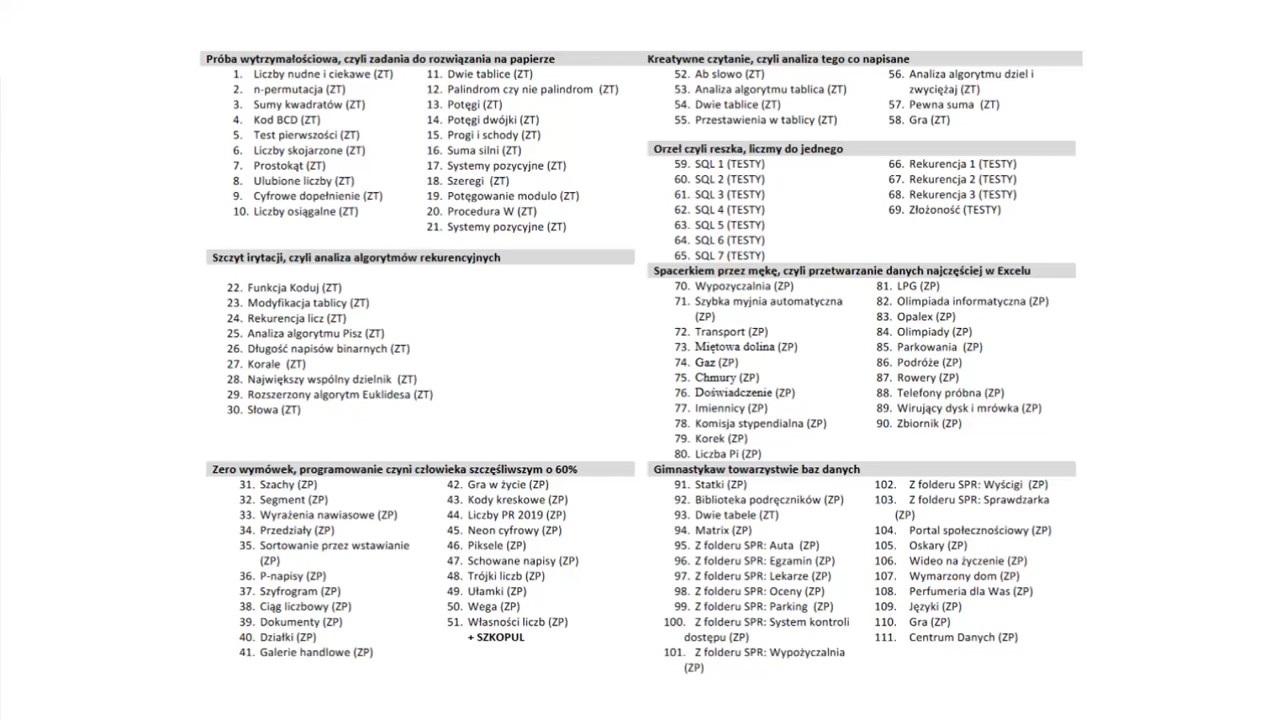 Próba wytrzymałościowa, czyli zadania do rozwiązania na papierze
1. Liczby nudne i ciekawe (ZT)
2. n-permutacja (ZT)
3. Sumy kwadratów (ZT)
4. Kod BCD (ZT)
5. Test pierwszości (ZT)
6. Liczby skojarzone (ZT)
7. Prostokąt (ZT)
8. Ulubione liczby (ZT)
9. Cyfrowe dopełnienie (ZT)
10. Liczby osiągalne (ZT)
11. Dwie tablice (ZT)
12. Palindrom czy nie palindrom (ZT)
13. Potęgi (ZT)
14. Potęgi dwójki (ZT)
15. Progi i schody (ZT)
16. Suma silni (ZT)
17. Systemy pozycyjne (ZT)
18. Szeregi (ZT)
19. Potęgowanie modulo (ZT)
20. Procedura W (ZT)
21. Systemy pozycyjne (ZT)
Szczyt irytacji, czyli analiza algorytmów rekurencyjnych
22. Funkcja Koduj (ZT)
23. Modyfikacja tablicy (ZT)
24. Rekurencja licz (ZT)
25. Analiza algorytmu Pisz (ZT)
26. Długość napisów binarnych (ZT)
27. Korale (ZT)
28. Największy wspólny dzielnik (ZT)
29. Rozszerzony algorytm Euklidesa (ZT)
30. Słowa (ZT)
Zero wymówek, programowanie czyni człowieka szczęśliwszym o 60%
31. Szachy (ZP)
32. Segment (ZP)
33. Wyrażenia nawiasowe (ZP)
34. Przedziały (ZP)
35. Sortowanie przez wstawianie
(ZP)
36. P-napisy (ZP)
37. Szyfrogram (ZP)
38. Ciąg liczbowy (ZP)
39. Dokumenty (ZP)
40. Działki (ZP)
41. Galerie handlowe (ZP)
42. Gra w życie (ZP)
43. Kody kreskowe (ZP)
44. Liczby PR 2019 (ZP)
45. Neon cyfrowy (ZP)
46. Piksele (ZP)
47. Schowane napisy (ZP)
48. Trójki liczb (ZP)
49. Ułamki (ZP)
50. Wega (ZP)
51. Własności liczb (ZP)
+ SZKOPUL
Kreatywne czytanie, czyli analiza tego co napisane
52. Ab slowo (ZT)
53. Analiza algorytmu tablica (ZT)
54. Dwie tablice (ZT)
55. Przestawienia w tablicy (ZT)
56. Analiza algorytmu dziel i
zwyciężaj (ZT)
57. Pewna suma (ZT)
58. Gra (ZT)
Orzeł czyli reszka, liczmy do jednego
59. SQL 1 (TESTY)
60. SQL 2 (TESTY)
61. SQL 3 (TESTY)
62. SQL 4 (TESTY)
63. SQL 5 (TESTY)
64. SQL 6 (TESTY)
65. SQL 7 (TESTY)
66. Rekurencja 1 (TESTY)
67. Rekurencja 2 (TESTY)
68. Rekurencja 3 (TESTY)
69. Złożoność (TESTY)
Spacerkiem przez mękę, czyli przetwarzanie danych najczęściej w Excelu
70. Wypozyczalnia (ZP)
71. Szybka myjnia automatyczna
(ZP)
72. Transport (ZP)
73. Miętowa dolina (ZP)
74. Gaz (ZP)
75. Chmury (ZP)
76. Doświadczenie (ZP)
77. Imiennicy (ZP)
78. Komisja stypendialna (ZP)
79. Korek (ZP)
80. Liczba Pi (ZP)
81. LPG (ZP)
82. Olimpiada informatyczna (ZP)
83. Opalex (ZP)
84. Olimpiady (ZP)
85. Parkowania (ZP)
86. Podróże (ZP)
87. Rowery (ZP)
88. Telefony próbna (ZP)
89. Wirujący dysk i mrówka (ZP)
90. Zbiornik (ZP)
Gimnastykaw towarzystwie baz danych
91. Statki (ZP)
92. Biblioteka podręczników (ZP)
93. Dwie tabele (ZT)
94. Matrix (ZP)
95. Z folderu SPR: Auta (ZP)
96. Z folderu SPR: Egzamin (ZP)
97. Z folderu SPR: Lekarze (ZP)
98. Z folderu SPR: Oceny (ZP)
99. Z folderu SPR: Parking (ZP)
100. Z folderu SPR: System kontroli
dostępu (ZP)
101. Z folderu SPR: Wypożyczalnia
(ZP)
102. Z folderu SPR: Wyścigi (ZP)
103. Z folderu SPR: Sprawdzarka
(ZP)
104. Portal społecznościowy (ZP)
105. Oskary (ZP)
106. Wideo na życzenie (ZP)
107. Wymarzony dom (ZP)
108. Perfumeria dla Was (ZP)
109. Języki (ZP)
110. Gra (ZP)
111. Centrum Danych (ZP)